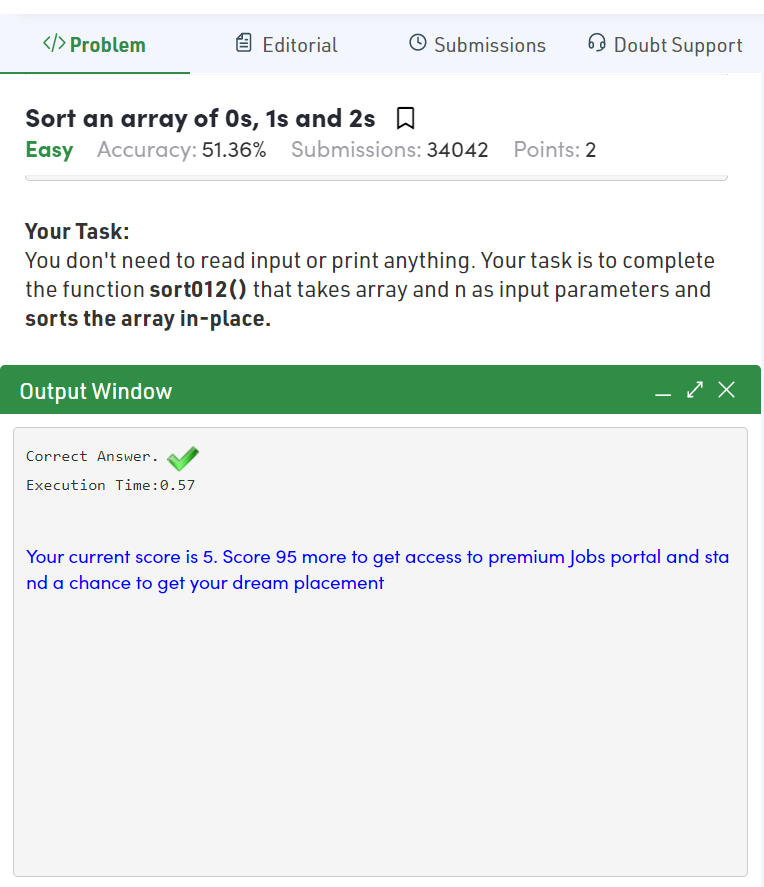 </> Problem Editorial Submissions Doubt Support
Sort an array of 0s, 1s and 2s
Easy Accuracy: 51.36% Submissions: 34042 Points: 2
Your Task:
You don't need to read input or print anything. Your task is to complete
the function sort012() that takes array and n as input parameters and
sorts the array in-place.
Output Window
Correct Answer.
Execution Time:0.57
Your current score is 5. Score 95 more to get access to premium Jobs portal and sta
nd a chance to get your dream placement